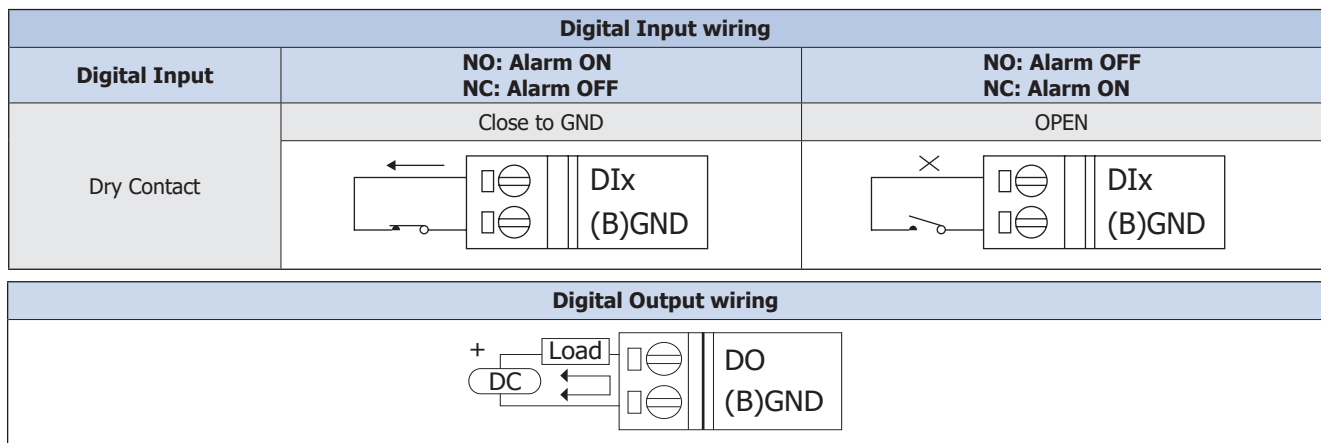 Digital Input wiring
Digital Input
NO: Alarm ON
NC: Alarm OFF
NO: Alarm OFF
NC: Alarm ON
Dry Contact
Close to GND
OPEN
DIx
(B)GND
DIx
(B)GND
Digital Output wiring
+
Load
DC
DO
(B)GND